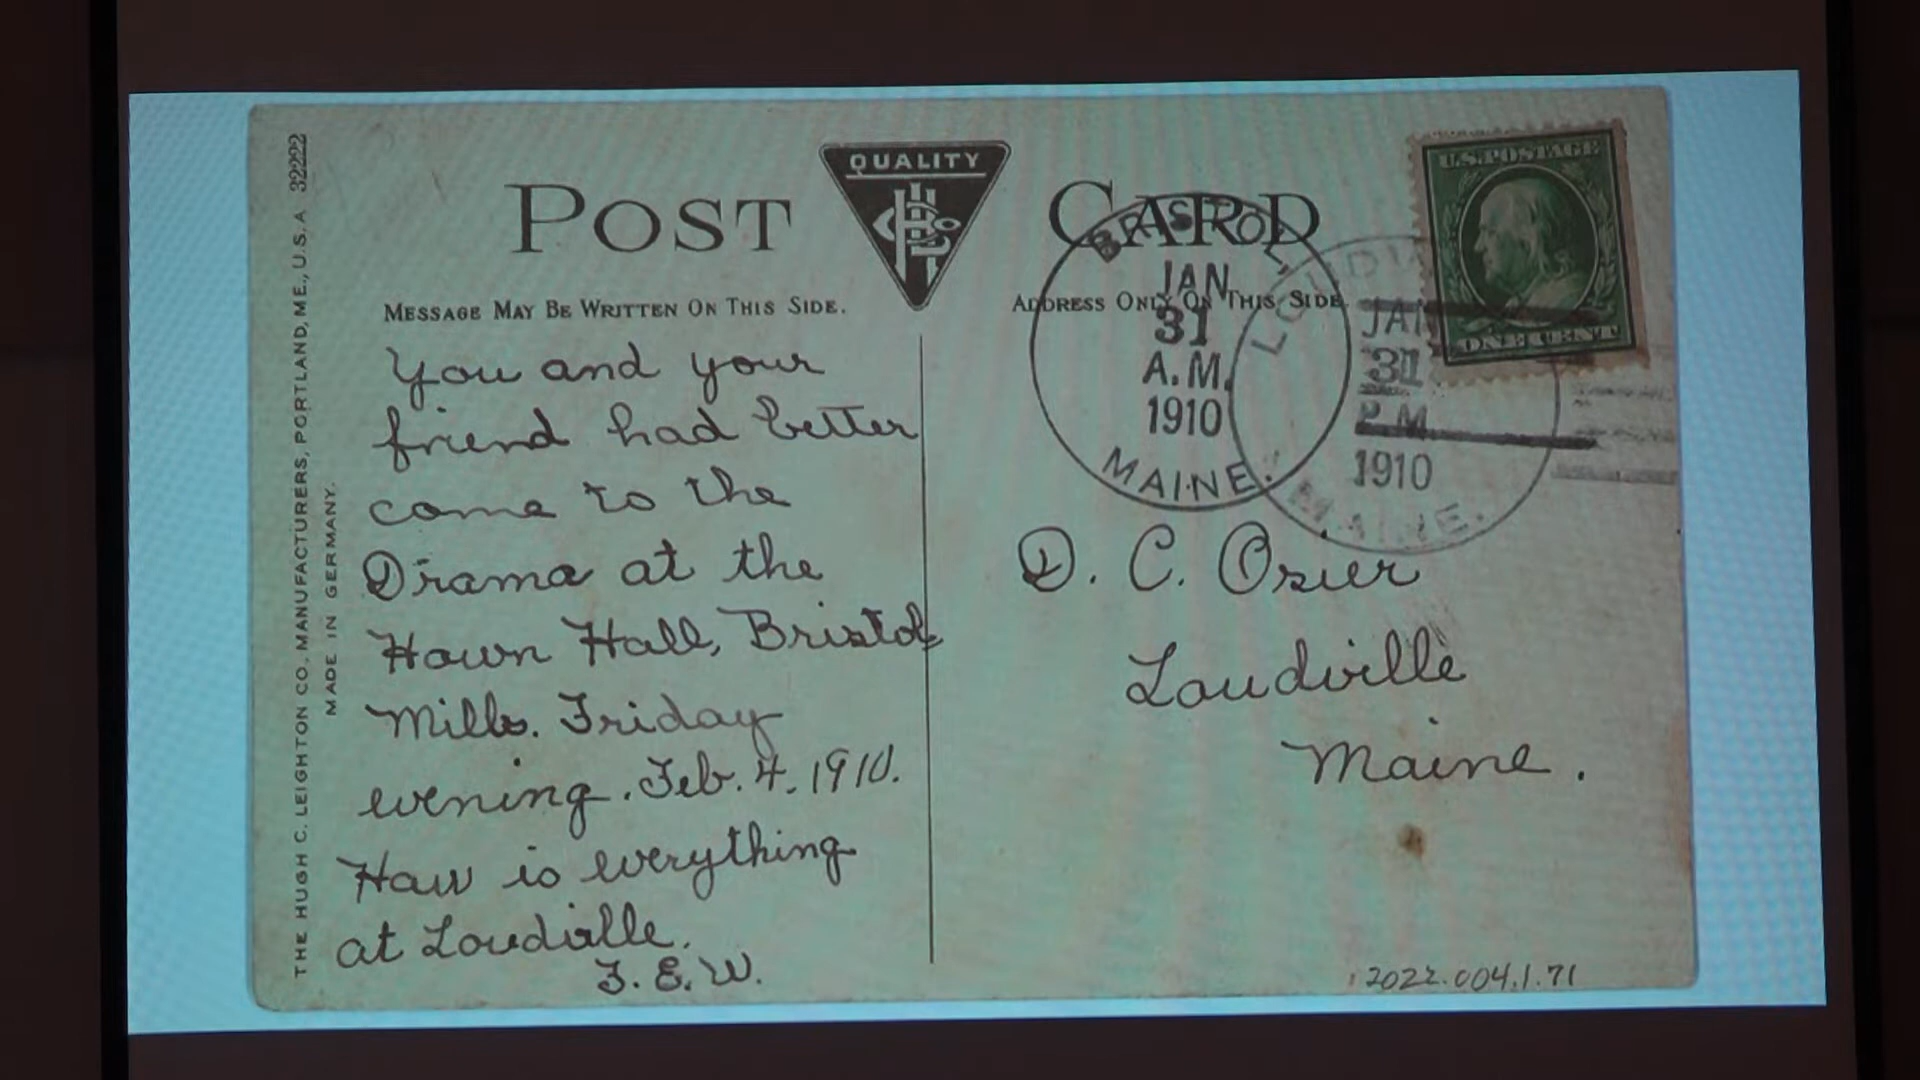 THE HUGH C. LEIGHTON CO. MANUFACTURERS, PORTLAND, ME., U.S.A 32222
MADE IN GERMANY.
POST CARD
QUALITY
MESSAGE MAY BE WRITTEN ON THIS SIDE.
ADDRESS ONLY ON THIS SIDE.
You and your
friend had better
come to the
Drama at the
Town Hall, Bristol
Mills. Friday
evening. Feb. 4. 1910.
How is everything
at Loudville.
F. E. W.
BRISTOL,
JAN
31
A.M.
1910
MAINE.
LOUDV
JAN
31
P.M.
1910
MAINE.
U.S. POSTAGE
ONE CENT
D. C. Osier
Loudville
Maine.
2022.004.1.71